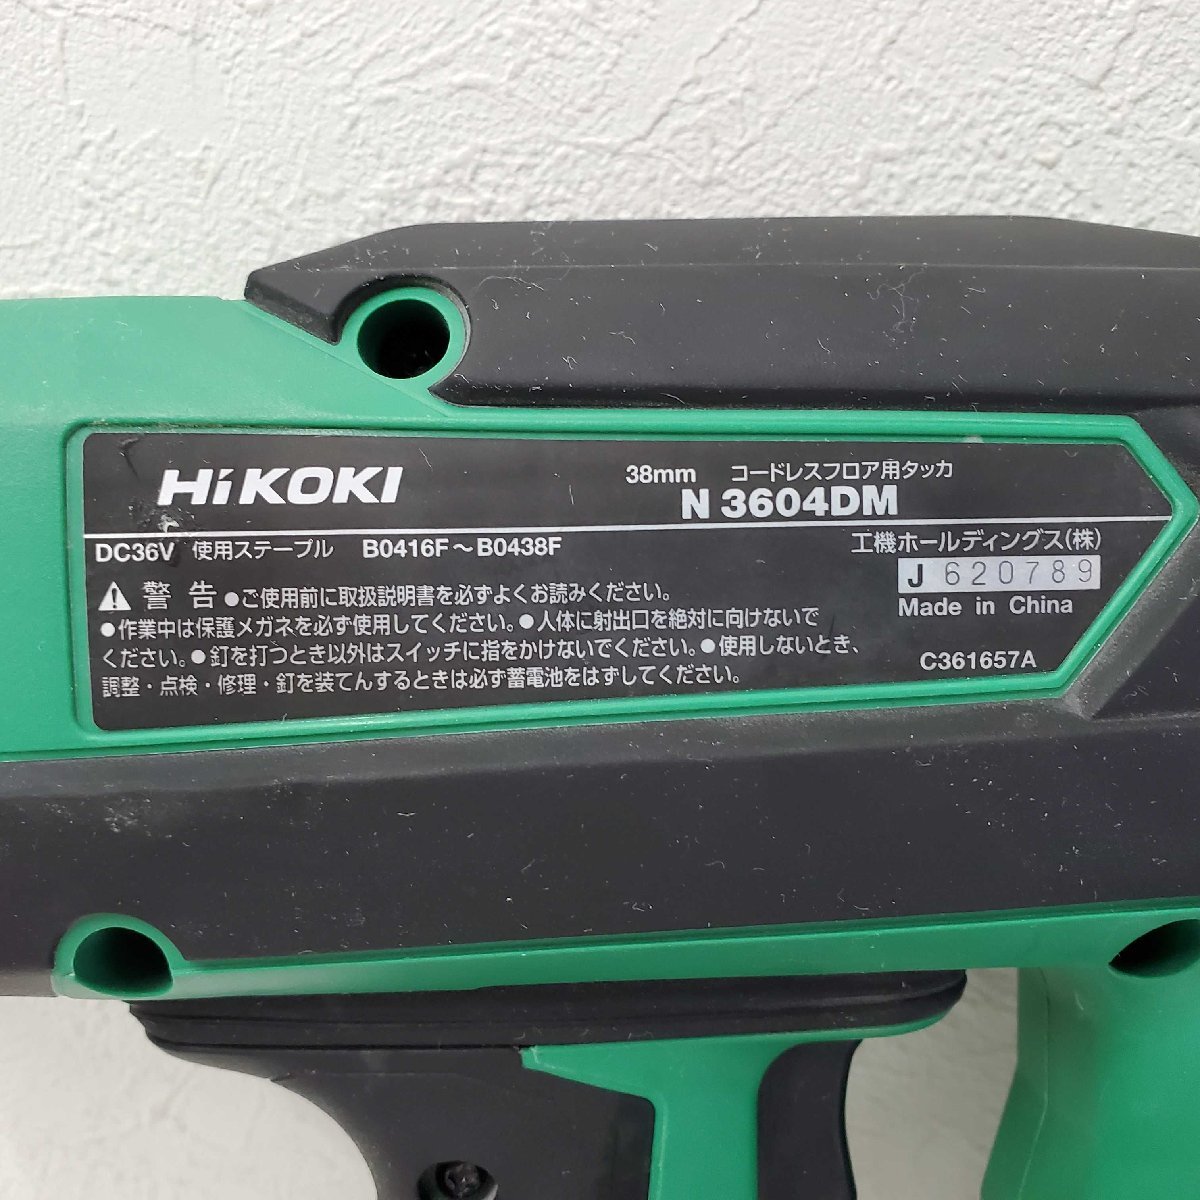 HiKOKI
38mm コードレスフロア用タッカ
N 3604DM
DC36V 使用ステープル B0416F〜B0438F
工機ホールディングス(株)
J 620789
Made in China
⚠ 警告 ●ご使用前に取扱説明書を必ずよくお読みください。
●作業中は保護メガネを必ず使用してください。●人体に射出口を絶対に向けないで
ください。●釘を打つとき以外はスイッチに指をかけないでください。●使用しないとき、
調整・点検・修理・釘を装てんするときは必ず蓄電池をはずしてください。
C361657A